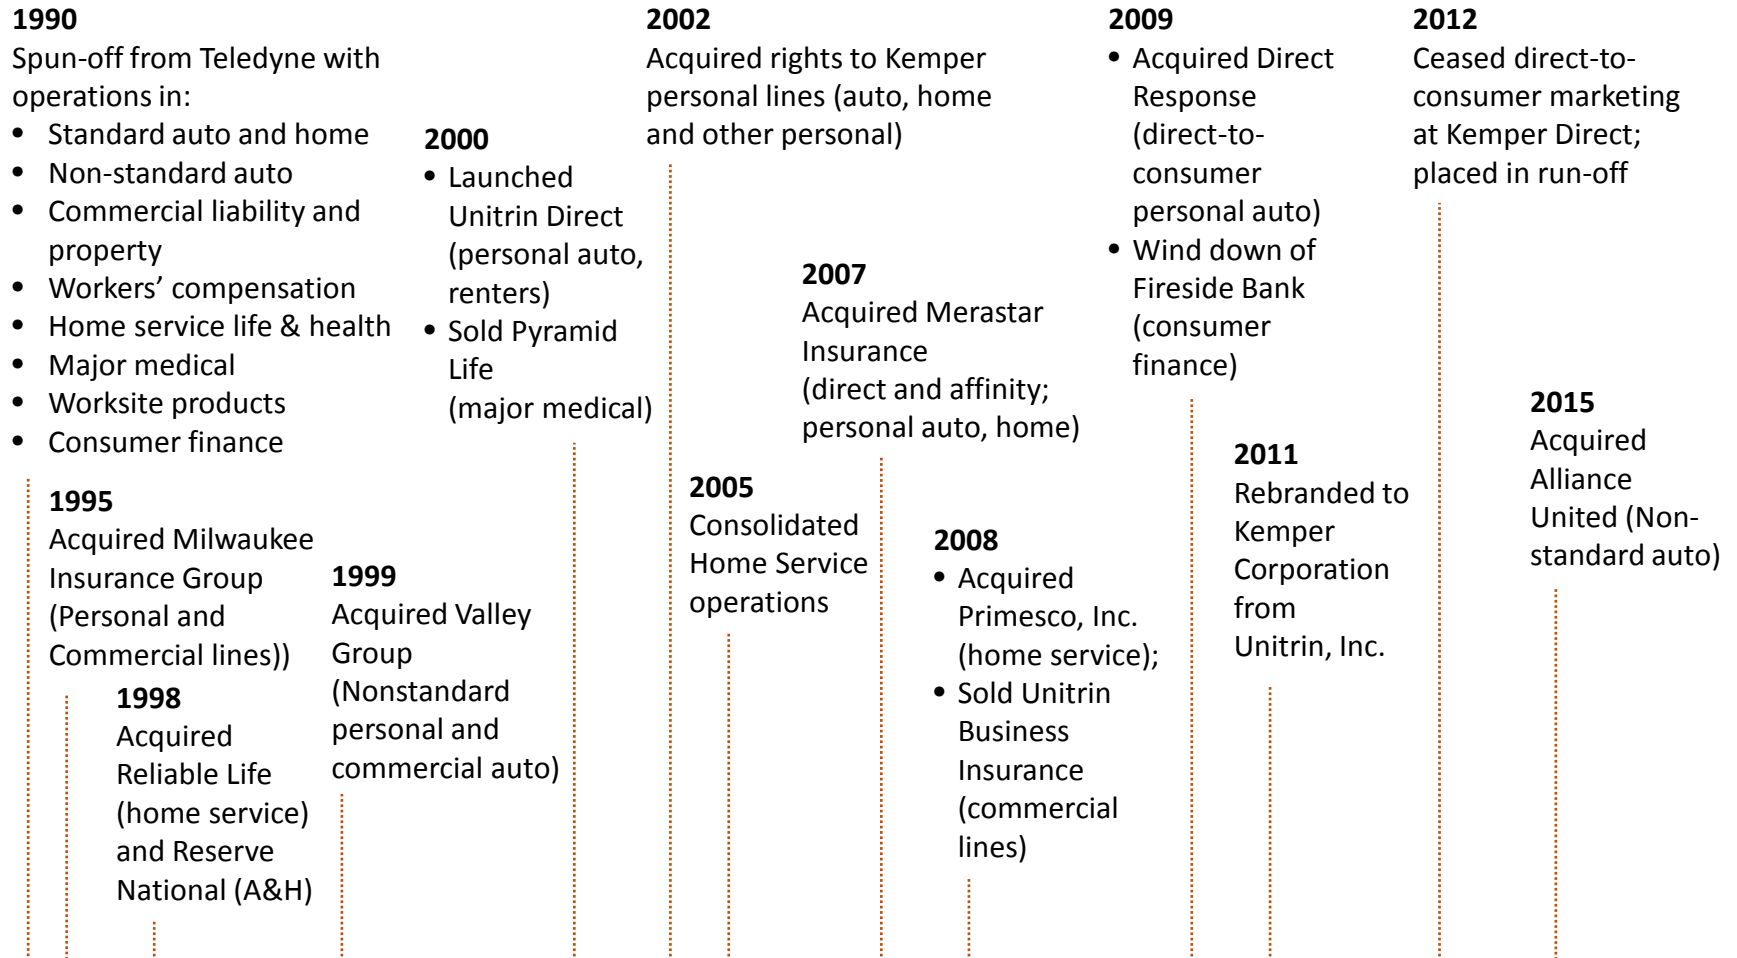 1990
Spun-off from Teledyne with
operations in:
• Standard auto and home
• Non-standard auto
• Commercial liability and
property
• Workers’ compensation
• Home service life & health
• Major medical
• Worksite products
• Consumer finance
1995
Acquired Milwaukee
Insurance Group
(Personal and
Commercial lines))
1998
Acquired
Reliable Life
(home service)
and Reserve
National (A&H)
1999
Acquired Valley
Group
(Nonstandard
personal and
commercial auto)
2000
• Launched
Unitrin Direct
(personal auto,
renters)
• Sold Pyramid
Life
(major medical)
2002
Acquired rights to Kemper
personal lines (auto, home
and other personal)
2005
Consolidated
Home Service
operations
2007
Acquired Merastar
Insurance
(direct and affinity;
personal auto, home)
2008
• Acquired
Primesco, Inc.
(home service);
• Sold Unitrin
Business
Insurance
(commercial
lines)
2009
• Acquired Direct
Response
(direct-to-
consumer
personal auto)
• Wind down of
Fireside Bank
(consumer
finance)
2011
Rebranded to
Kemper
Corporation
from
Unitrin, Inc.
2012
Ceased direct-to-
consumer marketing
at Kemper Direct;
placed in run-off
2015
Acquired
Alliance
United (Non-
standard auto)